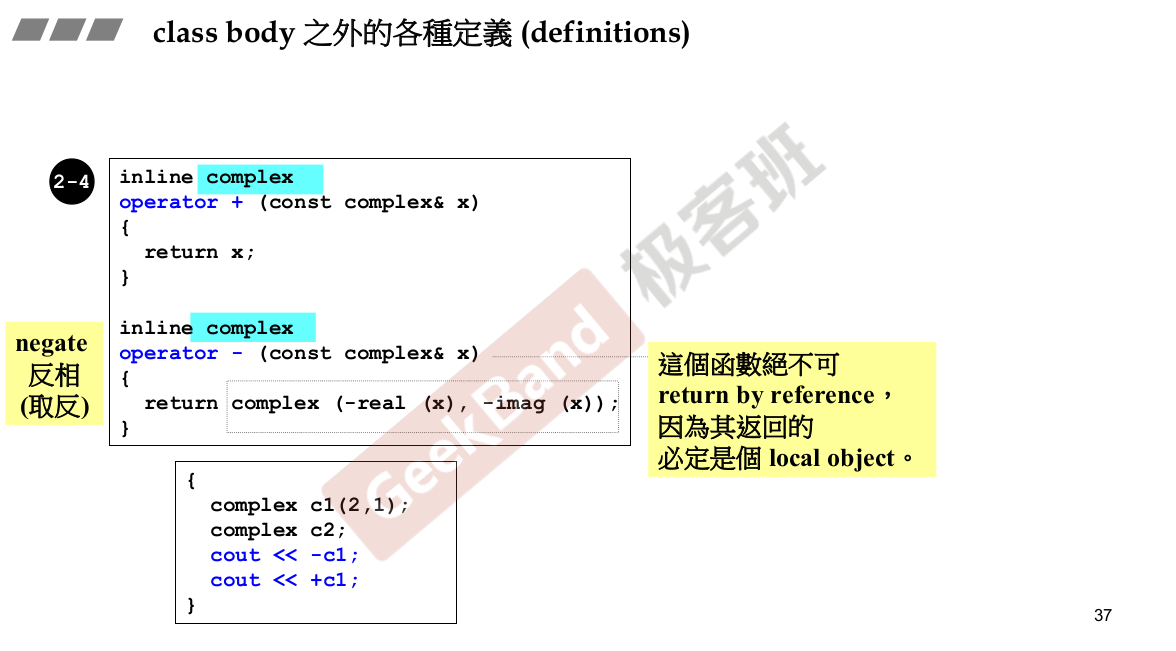 class body 之外的各種定義 (definitions)
2-4
inline complex
operator + (const complex& x)
{
return x;
}
inline complex
operator - (const complex& x)
{
return complex (-real (x), -imag (x));
}
negate
反相
(取反)
這個函數絕不可
return by reference，
因為其返回的
必定是個 local object。
{
complex c1(2,1);
complex c2;
cout << -c1;
cout << +c1;
}
GeekBand 极客班
37